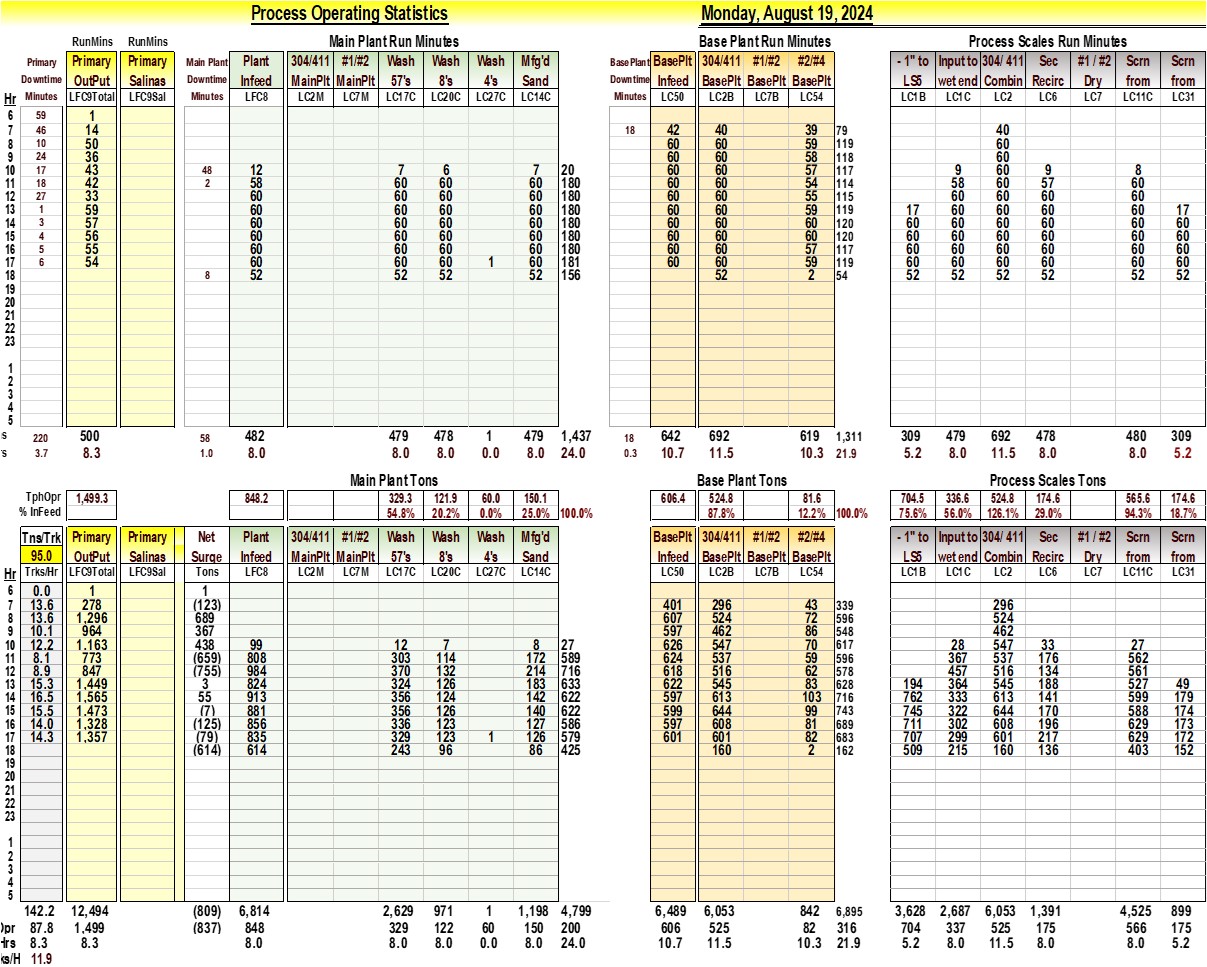 Process Operating Statistics Monday, August 19, 2024
RunMins RunMins Main Plant Run Minutes Base Plant Run Minutes Process Scales Run Minutes
Primary Primary Primary Main Plant Plant 304/411 #1/#2 Wash Wash Wash Mfg'd BasePlant BasePlt 304/411 #1/#2 #2/#4 - 1" to Input to 304/ 411 Sec #1 / #2 Scrn Scrn
Downtime OutPut Salinas Downtime Infeed MainPlt MainPlt 57's 8's 4's Sand Downtime Infeed BasePlt BasePlt BasePlt LS5 wet end Combin Recirc Dry from from
Hr Minutes LFC9Total LFC9Sal Minutes LFC8 LC2M LC7M LC17C LC20C LC27C LC14C Minutes LC50 LC2B LC7B LC54 LC1B LC1C LC2 LC6 LC7 LC11C LC31
6 59 1
7 46 14 18 42 40 39 79 40
8 10 50 60 60 59 119 60
9 24 36 60 60 58 118 60
10 17 43 48 12 7 6 7 20 60 60 57 117 9 60 9 8
11 18 42 2 58 60 60 60 180 60 60 54 114 58 60 57 60
12 27 33 60 60 60 60 180 60 60 55 115 60 60 60 60
13 1 59 60 60 60 60 180 60 60 59 119 17 60 60 60 60 17
14 3 57 60 60 60 60 180 60 60 60 120 60 60 60 60 60 60
15 4 56 60 60 60 60 180 60 60 60 120 60 60 60 60 60 60
16 5 55 60 60 60 60 180 60 60 57 117 60 60 60 60 60 60
17 6 54 60 60 60 1 60 181 60 60 59 119 60 60 60 60 60 60
18 8 52 52 52 52 156 52 2 54 52 52 52 52 52 52
19
20
21
22
23
1
2
3
4
5
s 220 500 58 482 479 478 1 479 1,437 18 642 692 619 1,311 309 479 692 478 480 309
s 3.7 8.3 1.0 8.0 8.0 8.0 0.0 8.0 24.0 0.3 10.7 11.5 10.3 21.9 5.2 8.0 11.5 8.0 8.0 5.2
Main Plant Tons Base Plant Tons Process Scales Tons
TphOpr 1,499.3 848.2 329.3 121.9 60.0 150.1 606.4 524.8 81.6 704.5 336.6 524.8 174.6 565.6 174.6
% InFeed 54.8% 20.2% 0.0% 25.0% 100.0% 87.8% 12.2% 100.0% 75.6% 56.0% 126.1% 29.0% 94.3% 18.7%
Tns/Trk Primary Primary Net Plant 304/411 #1/#2 Wash Wash Wash Mfg'd BasePlt 304/411 #1/#2 #2/#4 - 1" to Input to 304/ 411 Sec #1 / #2 Scrn Scrn
95.0 OutPut Salinas Surge Infeed MainPlt MainPlt 57's 8's 4's Sand Infeed BasePlt BasePlt BasePlt LS5 wet end Combin Recirc Dry from from
Hr Trks/Hr LFC9Total LFC9Sal Tons LFC8 LC2M LC7M LC17C LC20C LC27C LC14C LC50 LC2B LC7B LC54 LC1B LC1C LC2 LC6 LC7 LC11C LC31
6 0.0 1 1
7 13.6 278 (123) 401 296 43 339 296
8 13.6 1,296 689 607 524 72 596 524
9 10.1 964 367 597 462 86 548 462
10 12.2 1,163 438 99 12 7 8 27 626 547 70 617 28 547 33 27
11 8.1 773 (659) 808 303 114 172 589 624 537 59 596 367 537 176 562
12 8.9 847 (755) 984 370 132 214 716 618 516 62 578 457 516 134 561
13 15.3 1,449 3 824 324 126 183 633 622 545 83 628 194 364 545 188 527 49
14 16.5 1,565 55 913 356 124 142 622 597 613 103 716 762 333 613 141 599 179
15 15.5 1,473 (7) 881 356 126 140 622 599 644 99 743 745 322 644 170 588 174
16 14.0 1,328 (125) 856 336 123 127 586 597 608 81 689 711 302 608 196 629 173
17 14.3 1,357 (79) 835 329 123 1 126 579 601 601 82 683 707 299 601 217 629 172
18 (614) 614 243 96 86 425 160 2 162 509 215 160 136 403 152
19
20
21
22
23
1
2
3
4
5
142.2 12,494 (809) 6,814 2,629 971 1 1,198 4,799 6,489 6,053 842 6,895 3,628 2,687 6,053 1,391 4,525 899
Opr 87.8 1,499 (837) 848 329 122 60 150 200 606 525 82 316 704 337 525 175 566 175
Hrs 8.3 8.3 8.0 8.0 8.0 0.0 8.0 24.0 10.7 11.5 10.3 21.9 5.2 8.0 11.5 8.0 8.0 5.2
ks/H 11.9